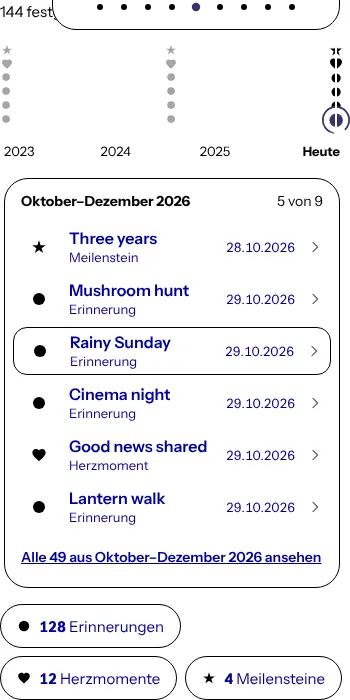 144 fest
2023 2024 2025 Heute
Oktober–Dezember 2026 5 von 9
Three years
28.10.2026
Meilenstein
Mushroom hunt
29.10.2026
Erinnerung
Rainy Sunday
29.10.2026
Erinnerung
Cinema night
29.10.2026
Erinnerung
Good news shared
29.10.2026
Herzmoment
Lantern walk
29.10.2026
Erinnerung
Alle 49 aus Oktober–Dezember 2026 ansehen
128 Erinnerungen
12 Herzmomente
4 Meilensteine